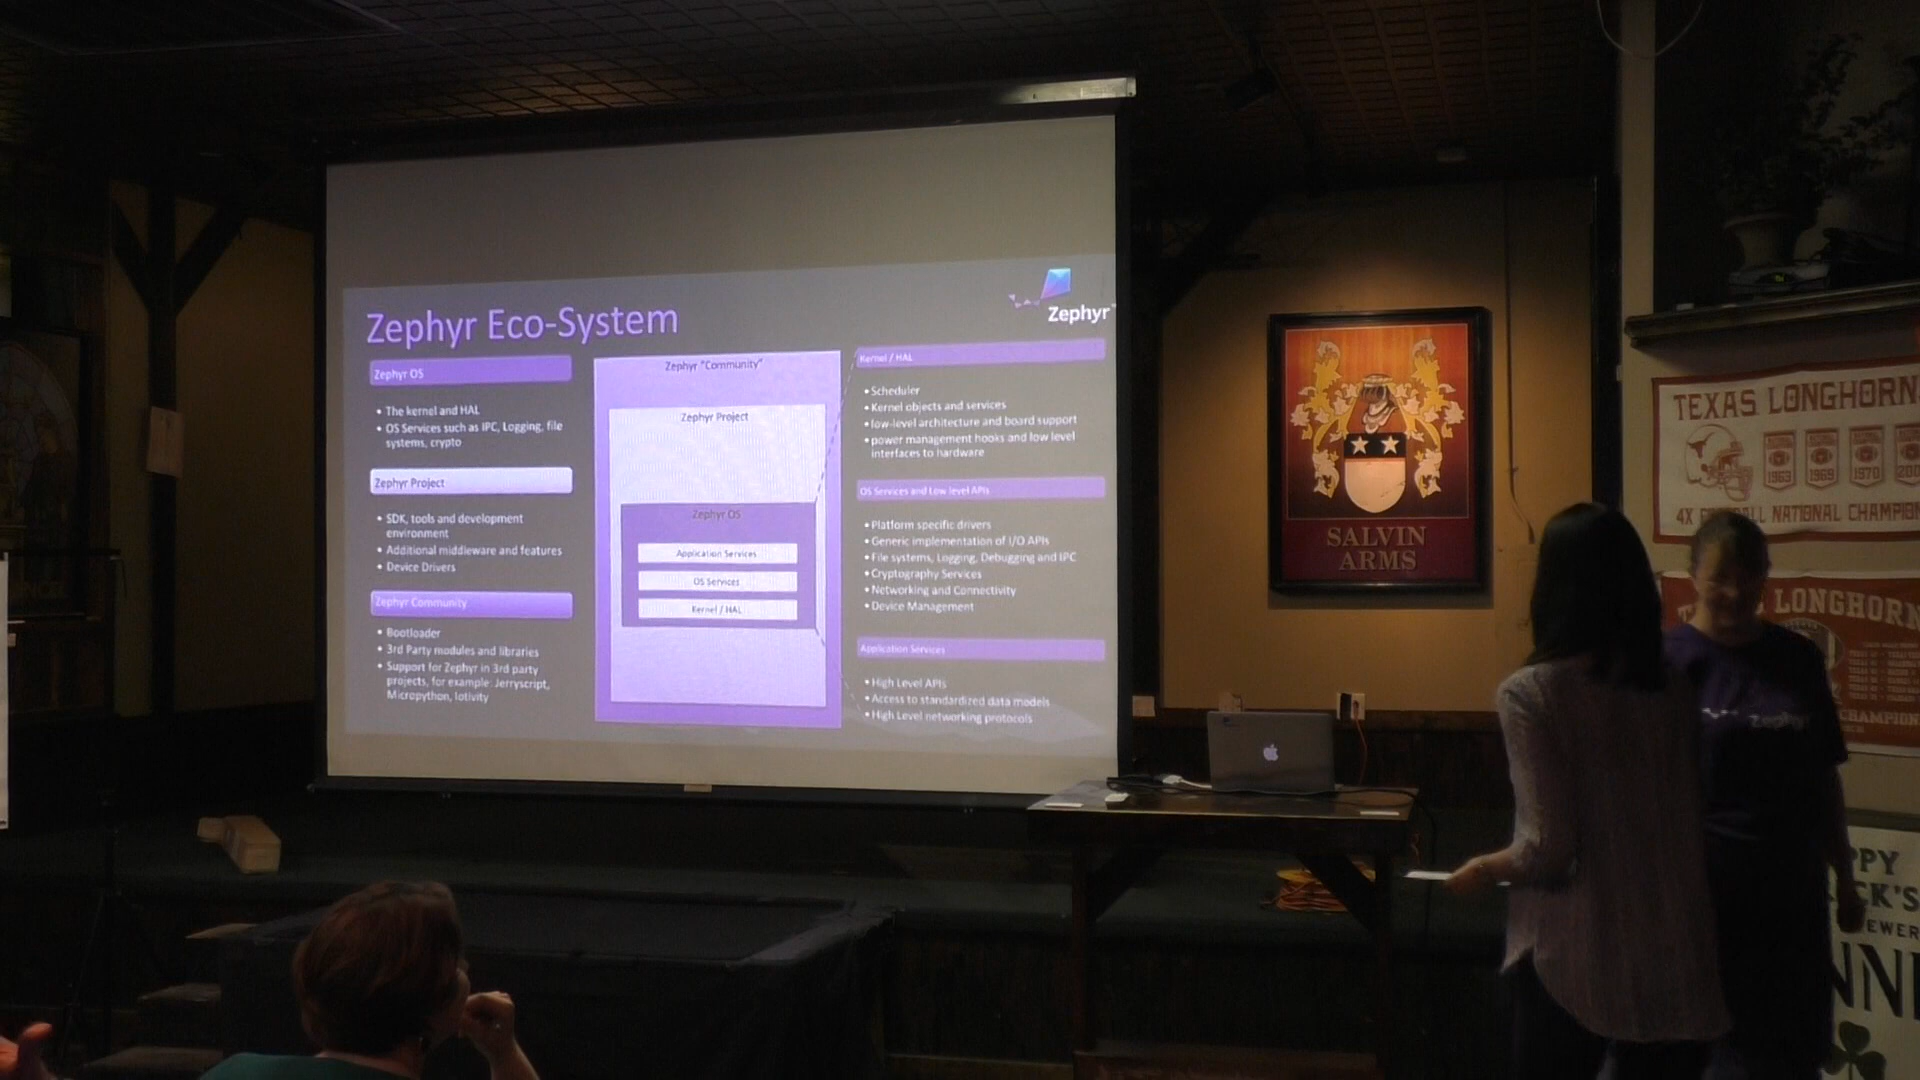 Zephyr Eco-System
Zephyr
Zephyr OS
• The kernel and HAL
• OS Services such as IPC, Logging, file
systems, crypto
Zephyr Project
• SDK, tools and development
environment
• Additional middleware and features
• Device Drivers
Zephyr Community
• Bootloader
• 3rd Party modules and libraries
• Support for Zephyr in 3rd party
projects, for example: Jerryscript,
Micropython, Iotivity
Zephyr "Community"
Zephyr Project
Zephyr OS
Application Services
OS Services
Kernel / HAL
Kernel / HAL
• Scheduler
• Kernel objects and services
• low-level architecture and board support
• power management hooks and low level
interfaces to hardware
OS Services and Low level APIs
• Platform specific drivers
• Generic implementation of I/O APIs
• File systems, Logging, Debugging and IPC
• Cryptography Services
• Networking and Connectivity
• Device Management
Application Services
• High Level APIs
• Access to standardized data models
• High Level networking protocols
SALVIN
ARMS
TEXAS LONGHORN
1963 1969 1970 200
4X NATIONAL CHAMPION
LONGHORN
CHAMPION
Zephyr
PPY
CK'S
EWER
NNE